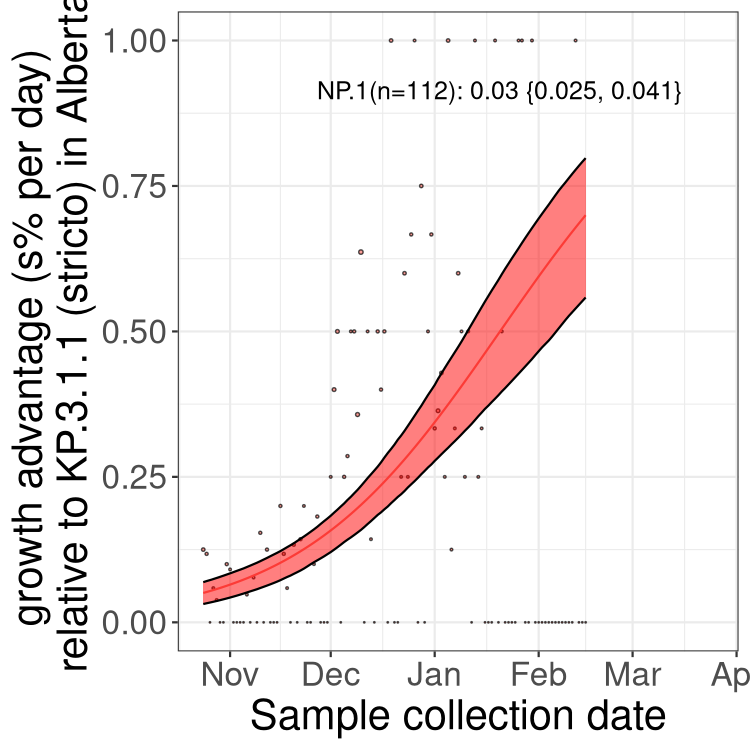 growth advantage (s% per day)
relative to KP.3.1.1 (stricto) in Alberta
1.00
0.75
0.50
0.25
0.00
NP.1(n=112): 0.03 {0.025, 0.041}
Nov Dec Jan Feb Mar Ap
Sample collection date